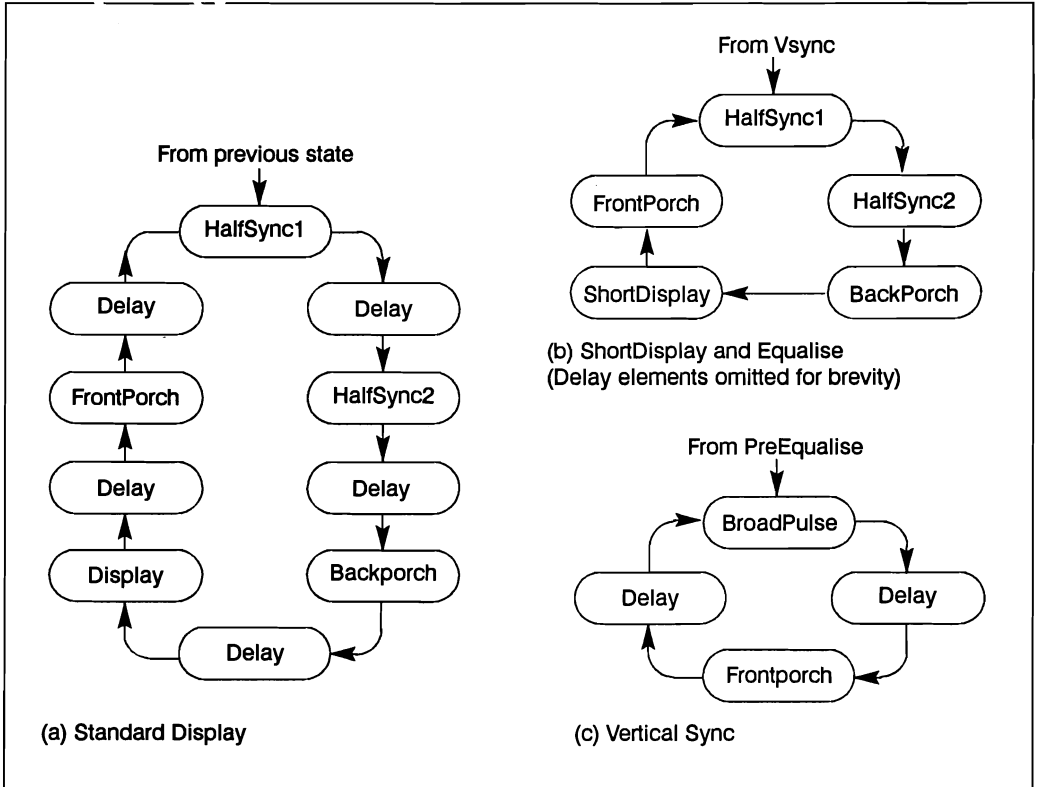 From previous state
HalfSync1
Delay
Delay
FrontPorch
HalfSync2
Delay
Delay
Display
Backporch
Delay
(a) Standard Display
From Vsync
HalfSync1
FrontPorch
HalfSync2
ShortDisplay
BackPorch
(b) ShortDisplay and Equalise
(Delay elements omitted for brevity)
From PreEqualise
BroadPulse
Delay
Delay
Frontporch
(c) Vertical Sync